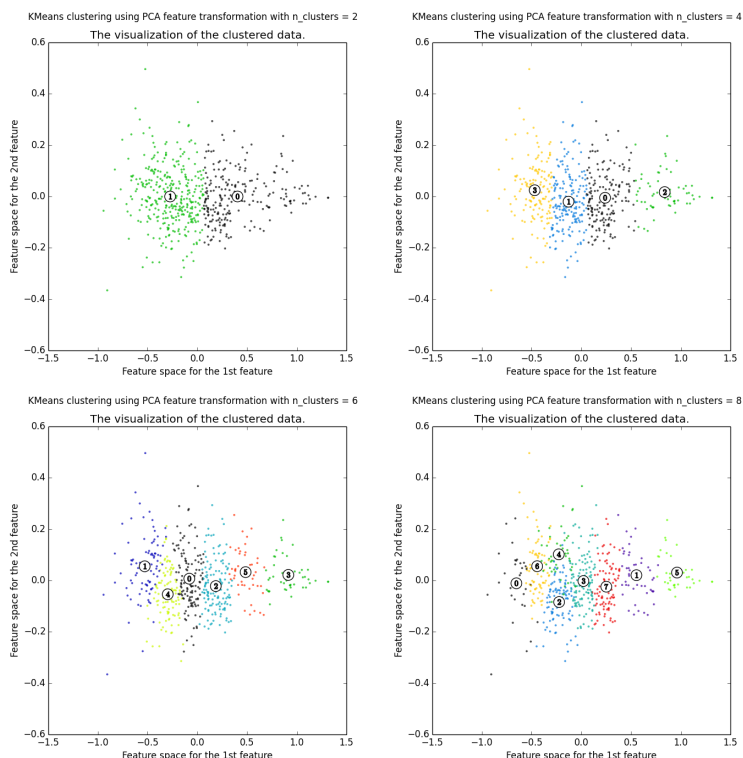 KMeans clustering using PCA feature transformation with n_clusters = 2
The visualization of the clustered data.
0.6
0.4
0.2
0.0
−0.2
−0.4
−0.6
Feature space for the 2nd feature
1
0
−1.5 −1.0 −0.5 0.0 0.5 1.0 1.5
Feature space for the 1st feature
KMeans clustering using PCA feature transformation with n_clusters = 4
The visualization of the clustered data.
0.6
0.4
0.2
0.0
−0.2
−0.4
−0.6
Feature space for the 2nd feature
3
1
0
2
−1.5 −1.0 −0.5 0.0 0.5 1.0 1.5
Feature space for the 1st feature
KMeans clustering using PCA feature transformation with n_clusters = 6
The visualization of the clustered data.
0.6
0.4
0.2
0.0
−0.2
−0.4
−0.6
Feature space for the 2nd feature
1
4
0
2
5
3
−1.5 −1.0 −0.5 0.0 0.5 1.0 1.5
Feature space for the 1st feature
KMeans clustering using PCA feature transformation with n_clusters = 8
The visualization of the clustered data.
0.6
0.4
0.2
0.0
−0.2
−0.4
−0.6
Feature space for the 2nd feature
0
6
4
2
3
7
1
5
−1.5 −1.0 −0.5 0.0 0.5 1.0 1.5
Feature space for the 1st feature